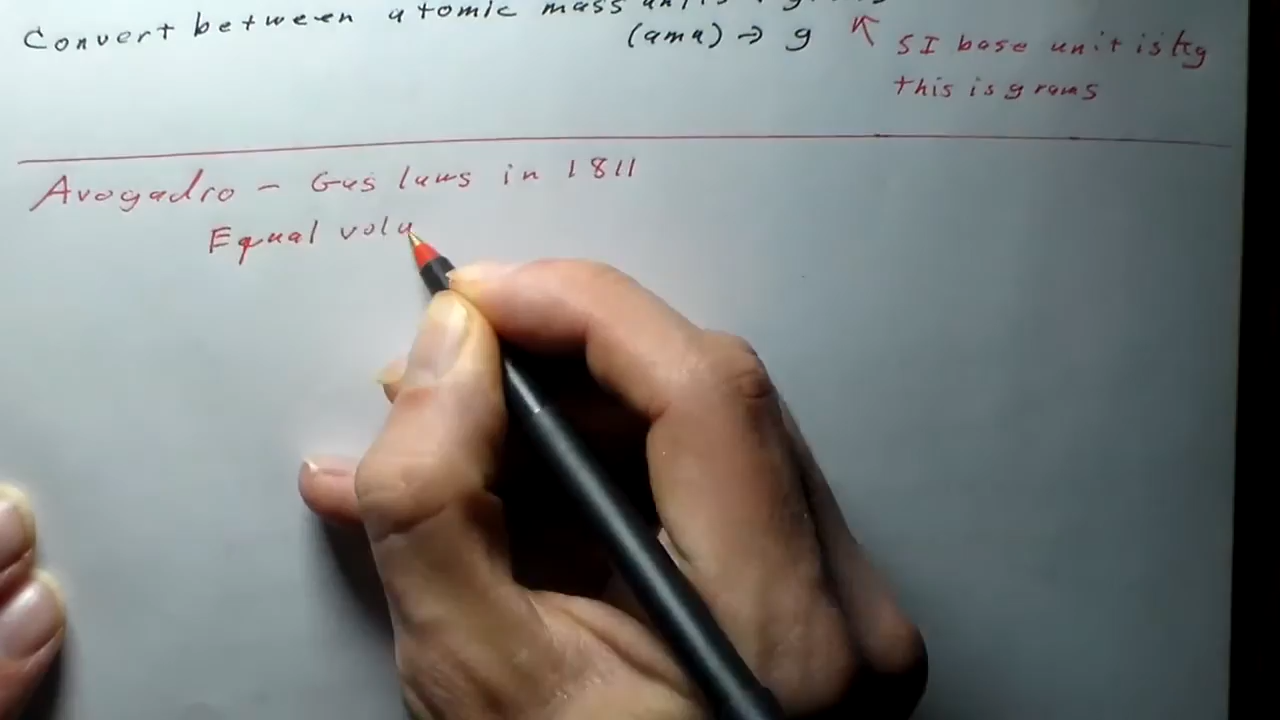 Convert between atomic mass
(amu) → g
SI base unit is kg
this is grams
Avogadro - Gas laws in 1811
Equal volu